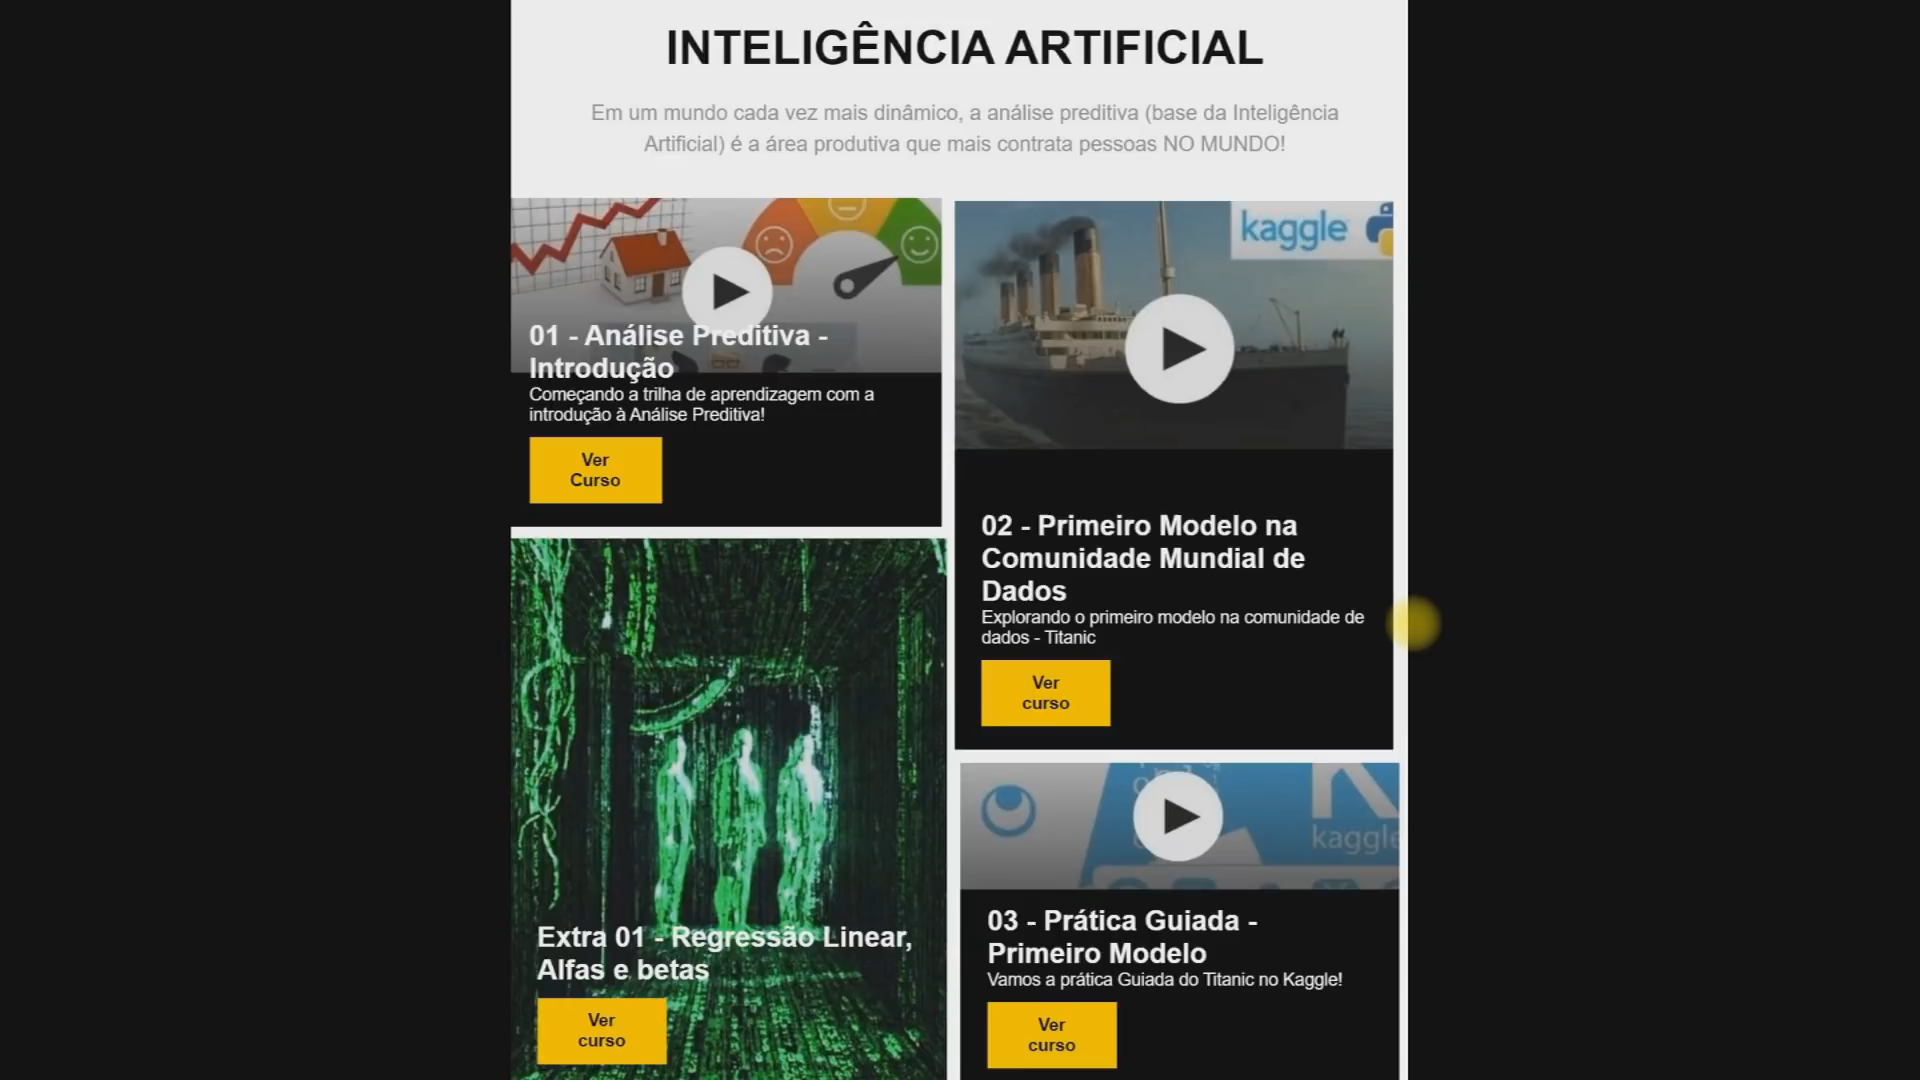 INTELIGÊNCIA ARTIFICIAL
Em um mundo cada vez mais dinâmico, a análise preditiva (base da Inteligência
Artificial) é a área produtiva que mais contrata pessoas NO MUNDO!
01 - Análise Preditiva -
Introdução
Começando a trilha de aprendizagem com a
introdução à Análise Preditiva!
Ver
Curso
kaggle
02 - Primeiro Modelo na
Comunidade Mundial de
Dados
Explorando o primeiro modelo na comunidade de
dados - Titanic
Ver
curso
Extra 01 - Regressão Linear,
Alfas e betas
Ver
curso
kaggle
03 - Prática Guiada -
Primeiro Modelo
Vamos a prática Guiada do Titanic no Kaggle!
Ver
curso